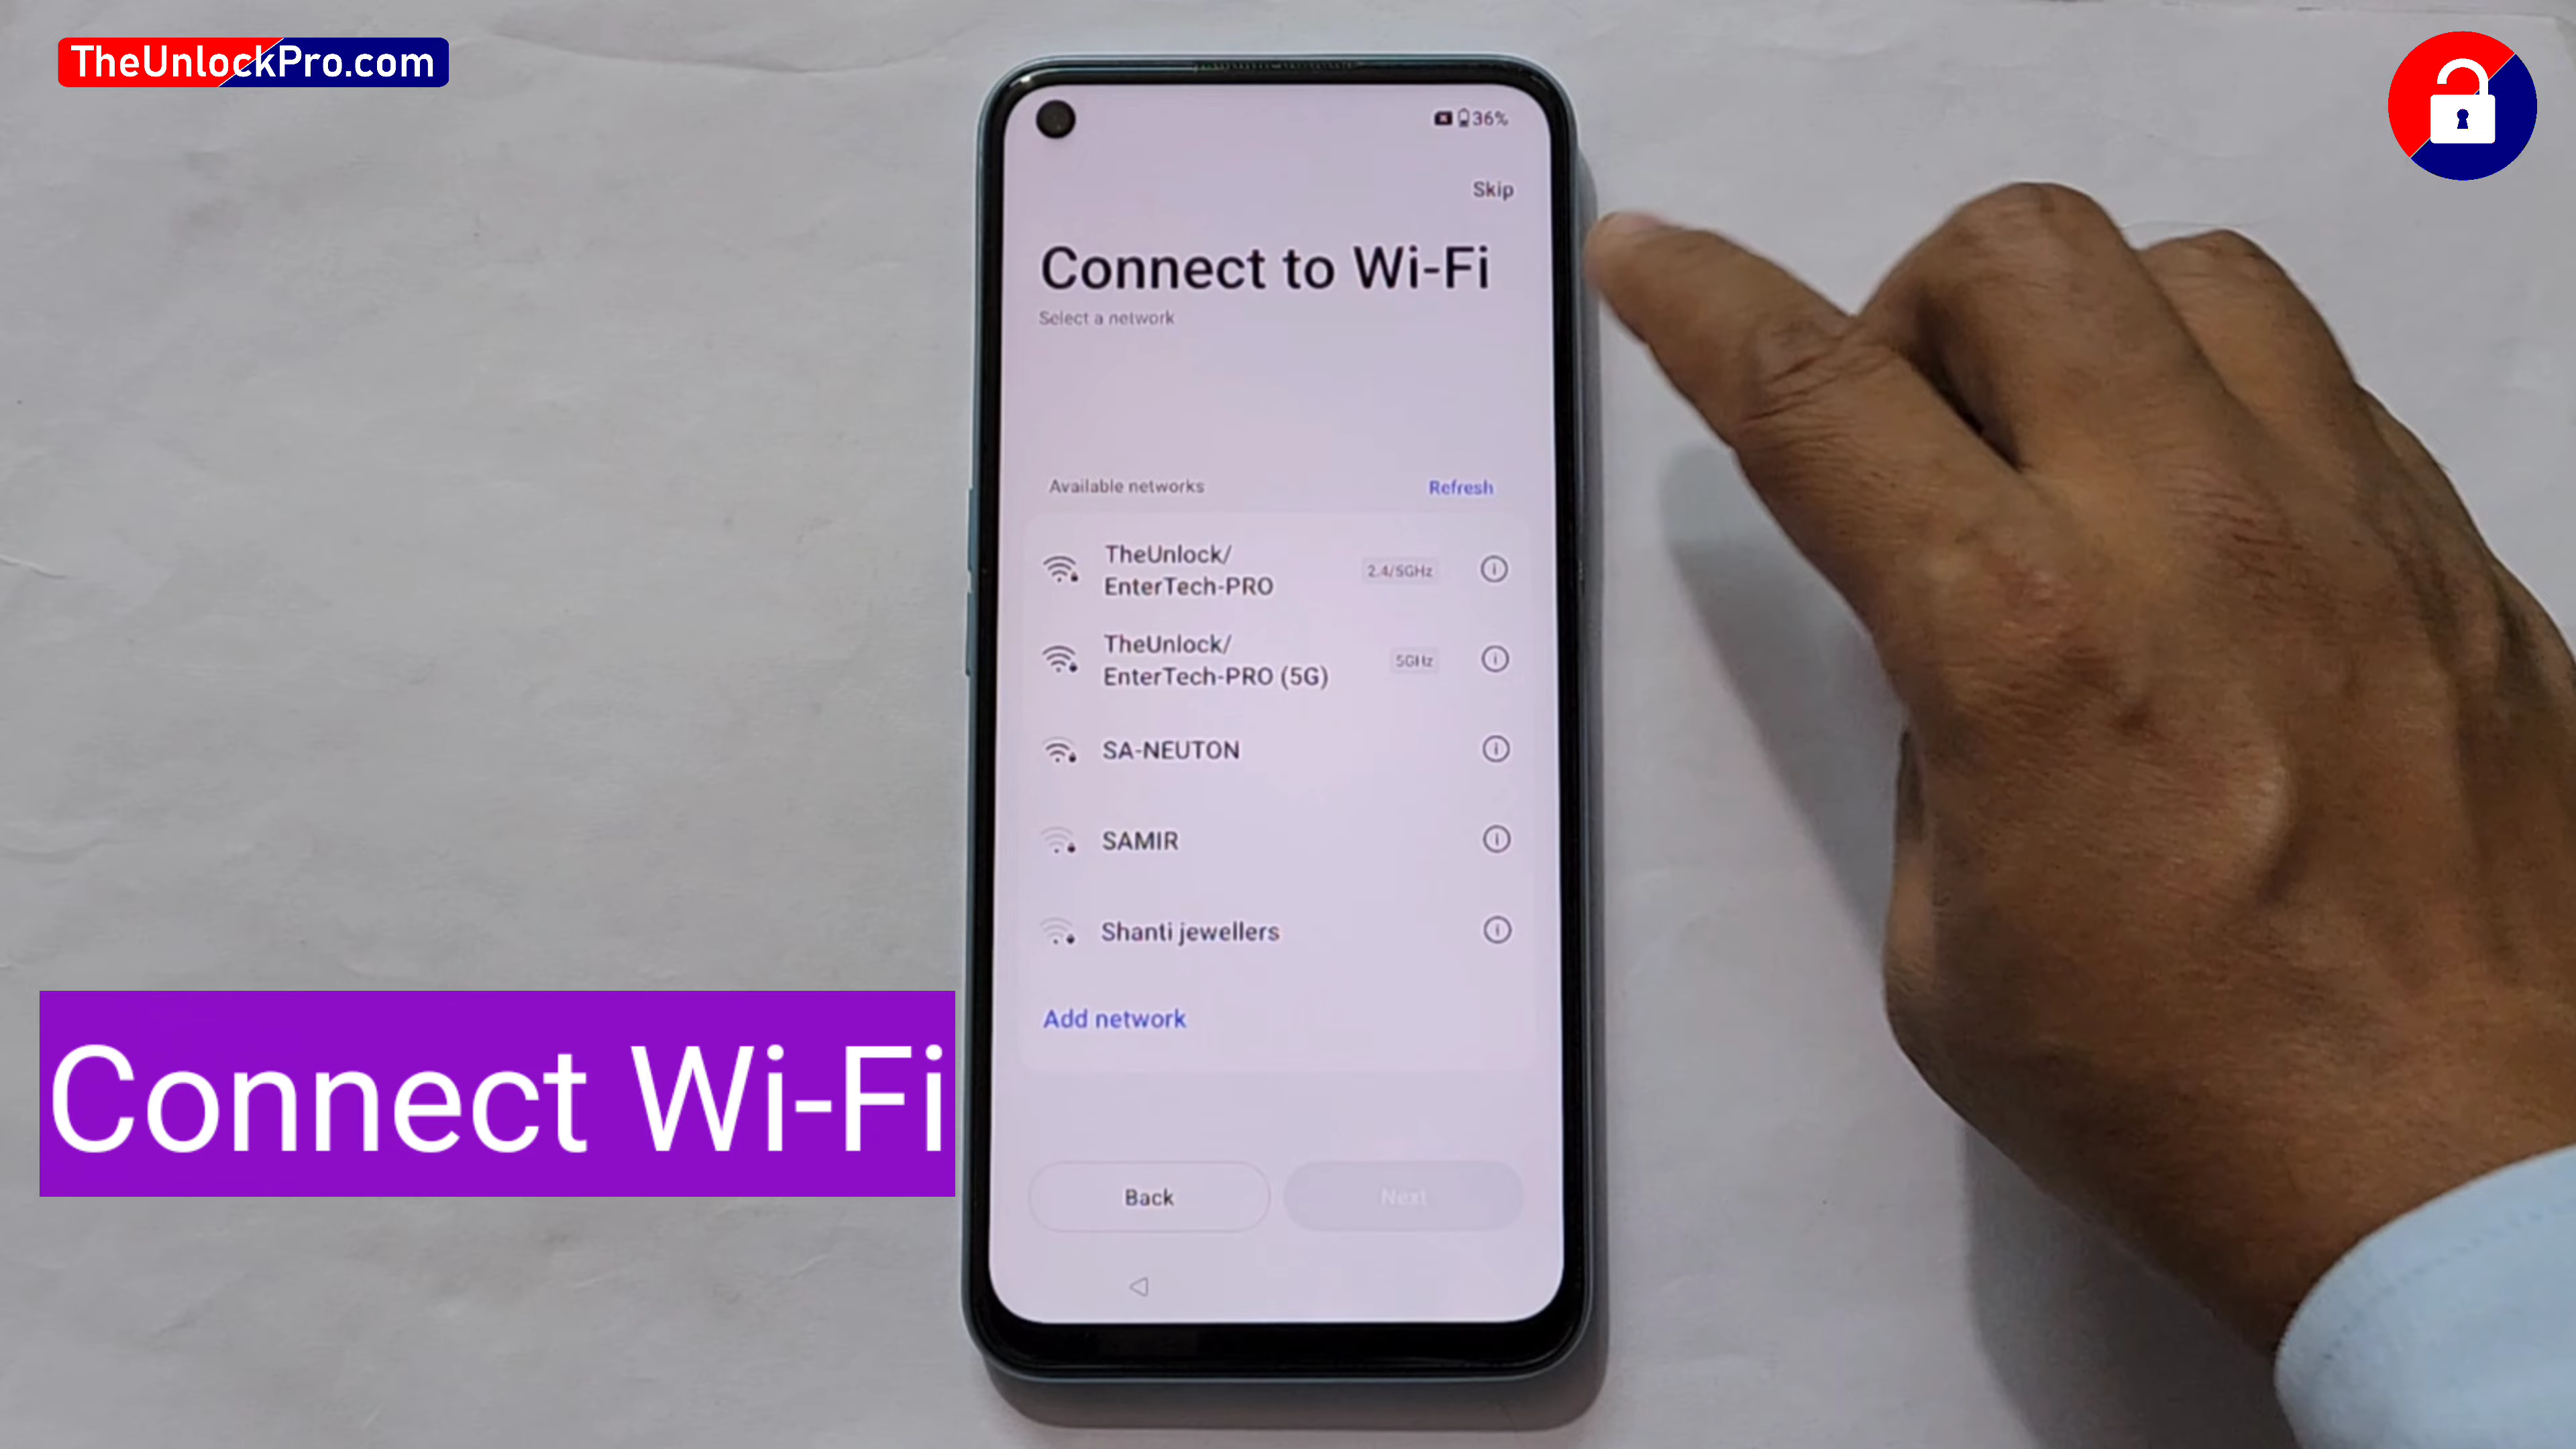 TheUnlockPro.com
36%
Skip
Connect to Wi-Fi
Select a network
Available networks
Refresh
TheUnlock/
EnterTech-PRO
2.4/5GHz
TheUnlock/
EnterTech-PRO (5G)
5GHz
SA-NEUTON
SAMIR
Shanti jewellers
Add network
Connect Wi-Fi
Back
Next